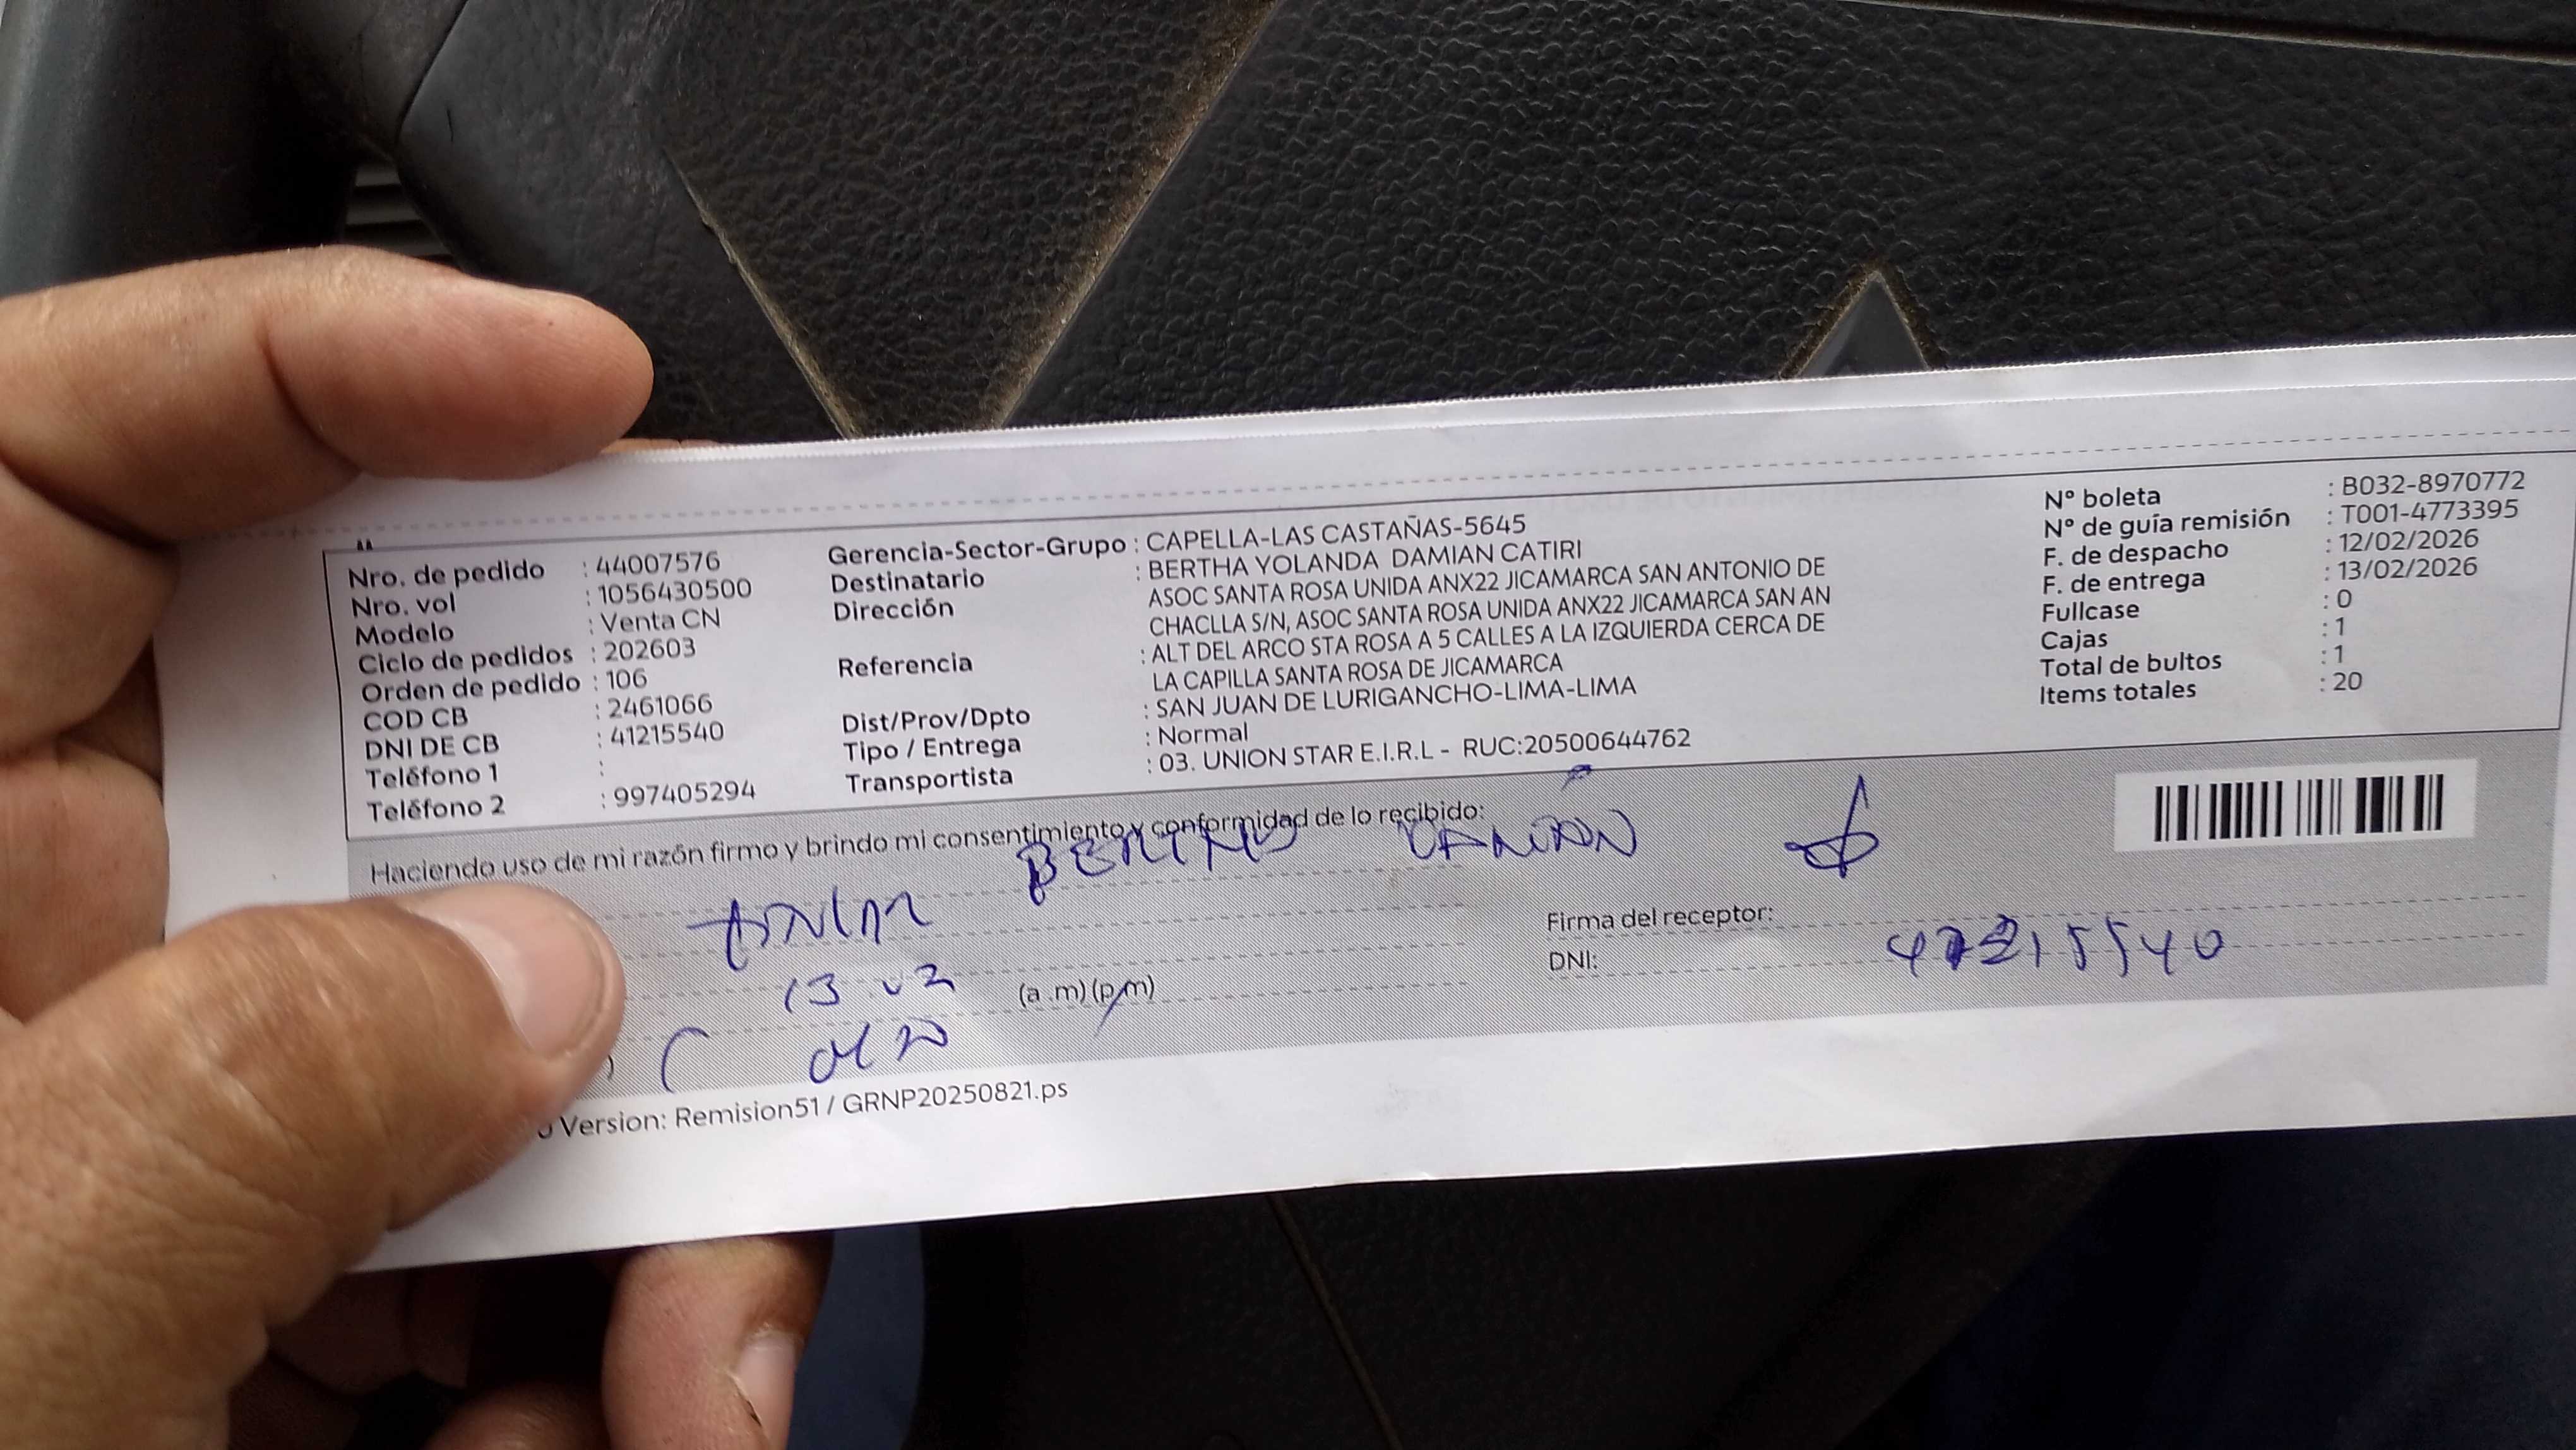 Nro. de pedido : 44007576
Nro. vol : 1056430500
Modelo : Venta CN
Ciclo de pedidos : 202603
Orden de pedido : 106
COD CB : 2461066
DNI DE CB : 41215540
Teléfono 1 :
Teléfono 2 : 997405294
Gerencia-Sector-Grupo : CAPELLA-LAS CASTAÑAS-5645
Destinatario : BERTHA YOLANDA DAMIAN CATIRI
Dirección ASOC SANTA ROSA UNIDA ANX22 JICAMARCA SAN ANTONIO DE
CHACLLA S/N, ASOC SANTA ROSA UNIDA ANX22 JICAMARCA SAN AN
Referencia : ALT DEL ARCO STA ROSA A 5 CALLES A LA IZQUIERDA CERCA DE
LA CAPILLA SANTA ROSA DE JICAMARCA
Dist/Prov/Dpto : SAN JUAN DE LURIGANCHO-LIMA-LIMA
Tipo / Entrega : Normal
Transportista : 03. UNION STAR E.I.R.L - RUC:20500644762
N° boleta : B032-8970772
N° de guía remisión : T001-4773395
F. de despacho : 12/02/2026
F. de entrega : 13/02/2026
Fullcase : 0
Cajas : 1
Total de bultos : 1
Items totales : 20
Haciendo uso de mi razón firmo y brindo mi consentimiento y conformidad de lo recibido:
13 02
(a .m) (p.m)
)
Firma del receptor:
DNI: 41215540
Version: Remision51 / GRNP20250821.ps